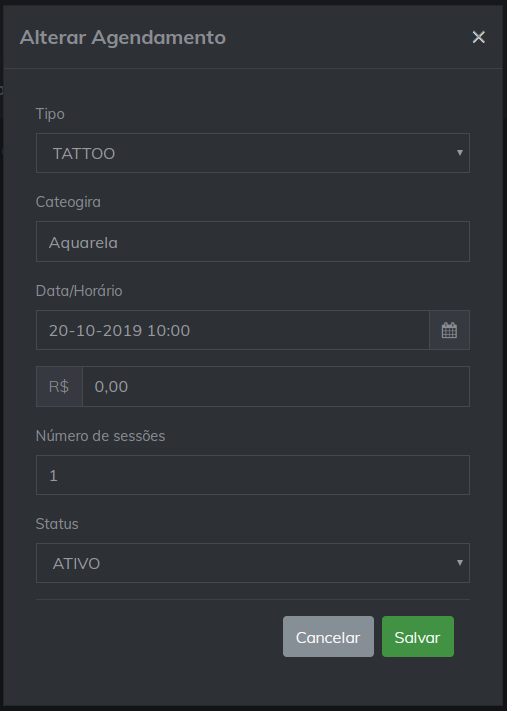 Alterar Agendamento ×
Tipo
TATTOO
Cateogira
Aquarela
Data/Horário
20-10-2019 10:00
R$ 0,00
Número de sessões
1
Status
ATIVO
Cancelar Salvar